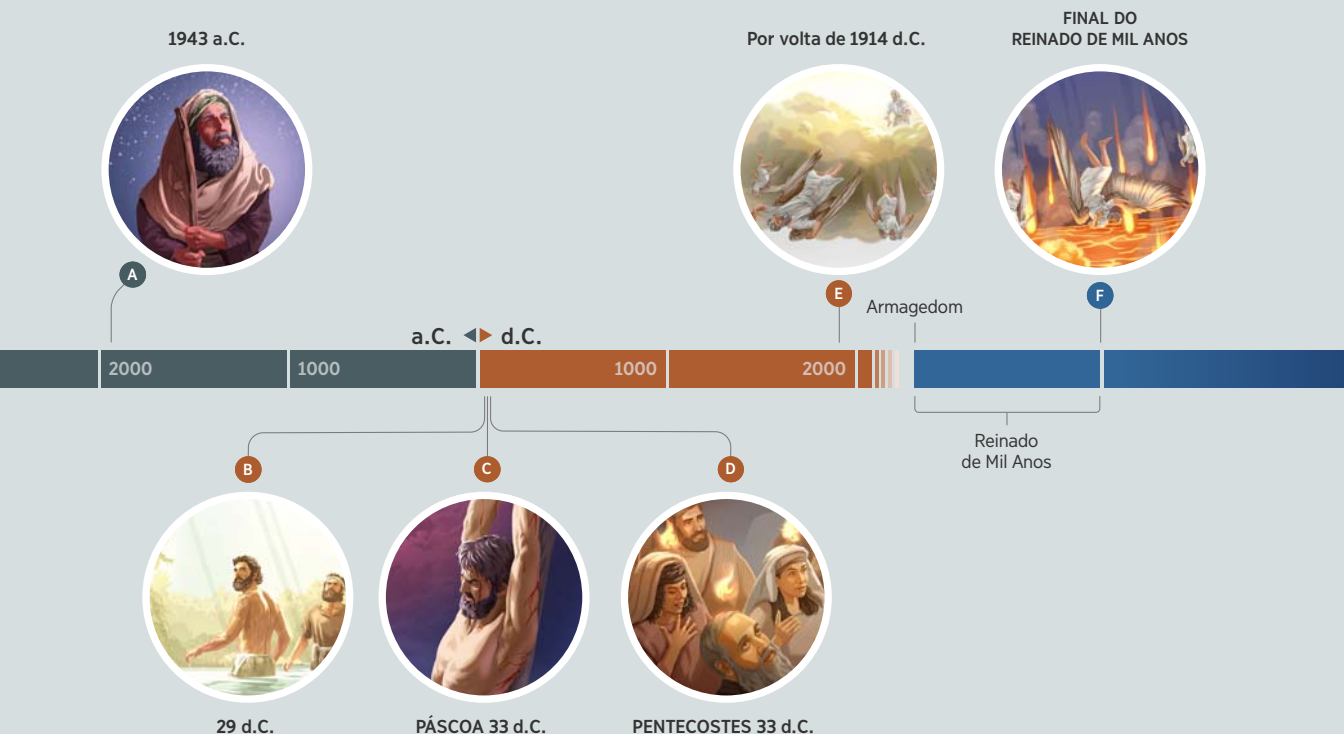 1943 a.C.
Por volta de 1914 d.C.
FINAL DO
REINADO DE MIL ANOS
A
E
F
Armagedom
a.C. d.C.
2000 1000 1000 2000
Reinado
de Mil Anos
B
C
D
29 d.C.
PÁSCOA 33 d.C.
PENTECOSTES 33 d.C.